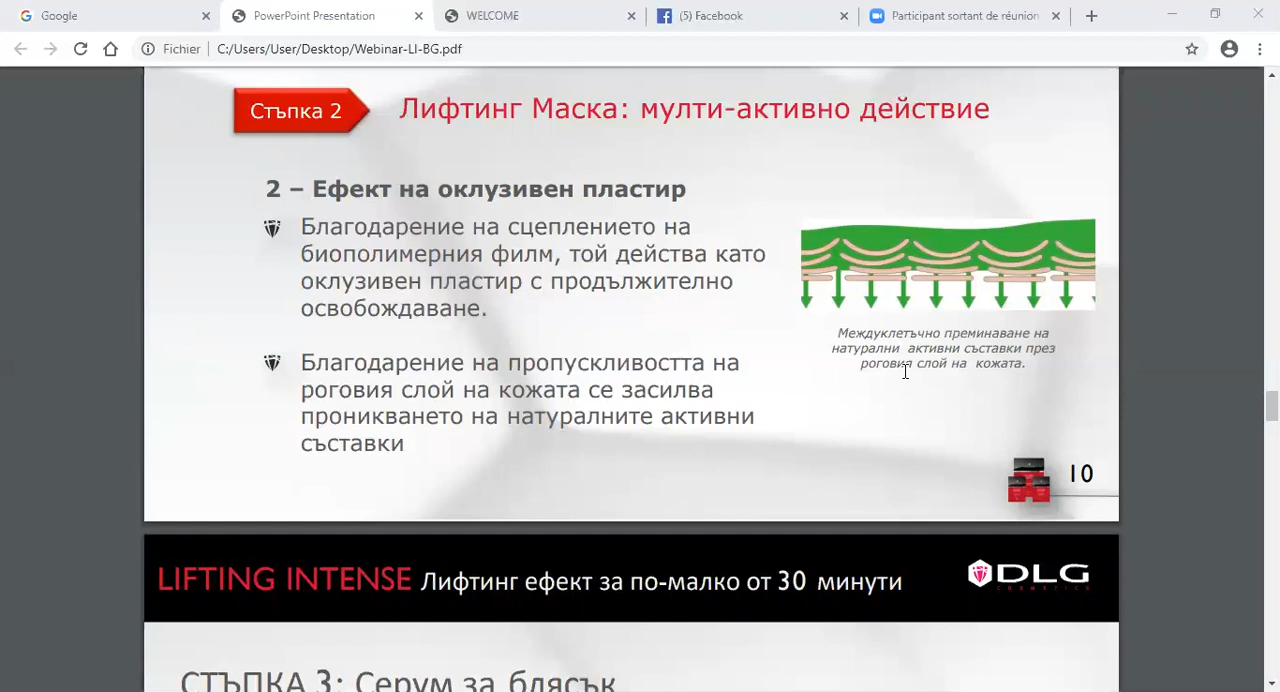 Google
PowerPoint Presentation
WELCOME
(5) Facebook
Participant sortant de réunion
Fichier
C:/Users/User/Desktop/Webinar-LI-BG.pdf
Стъпка 2
Лифтинг Маска: мулти-активно действие
2 – Ефект на оклузивен пластир
Благодарение на сцеплението на
биополимерния филм, той действа като
оклузивен пластир с продължително
освобождаване.
Благодарение на пропускливостта на
роговия слой на кожата се засилва
проникването на натуралните активни
съставки
Междуклетъчно преминаване на
натурални активни съставки през
роговия слой на кожата.
10
LIFTING INTENSE Лифтинг ефект за по-малко от 30 минути
DLG
COSMETICS
СТЪПКА 3: Серум за блясък